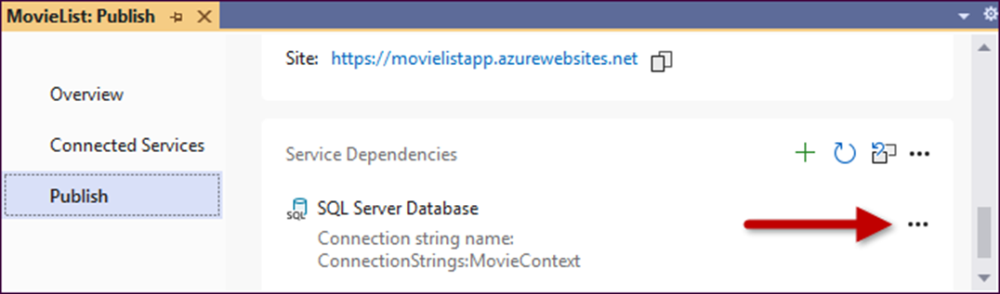 MovieList: Publish
Site: https://movielistapp.azurewebsites.net
Overview
Connected Services
Publish
Service Dependencies
SQL
SQL Server Database
Connection string name:
ConnectionStrings:MovieContext